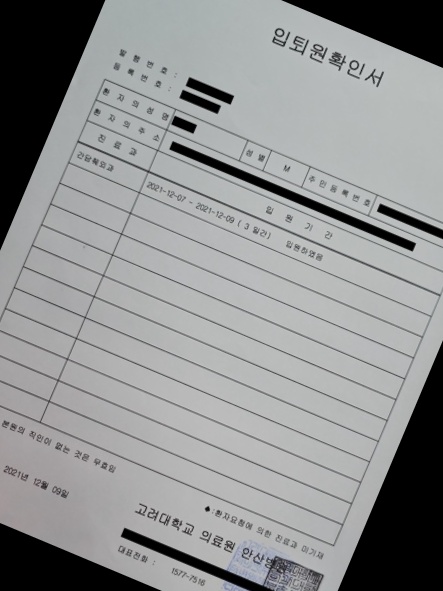 입퇴원확인서
발행번호 :
등록번호 :
환자의성명 성별 M 주민등록번호
환자의주소
진료과 입원기간
간담췌외과 2021-12-07 - 2021-12-09 ( 3 일간) 입원하였음
본원의 직인이 없는 것은 무효임
◆:환자요청에 의한 진료과 미기재
2021년 12월 09일
고려대학교 의료원 안산병
대표전화 : 1577-7516